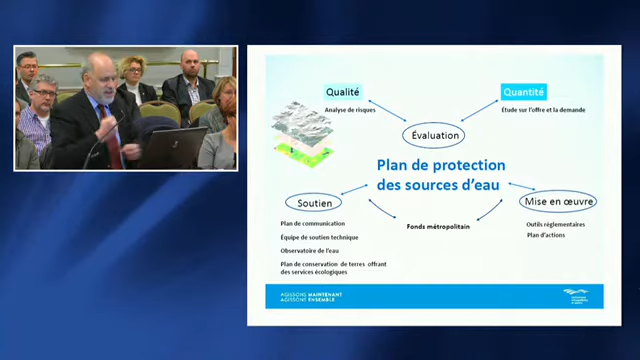 Qualité
Quantité
Analyse de risques
Étude sur l'offre et la demande
Évaluation
Plan de protection
des sources d'eau
Soutien
Mise en œuvre
Plan de communication
Fonds métropolitain
Outils réglementaires
Équipe de soutien technique
Plan d'actions
Observatoire de l'eau
Plan de conservation de terres offrant
des services écologiques
AGISSONS MAINTENANT
AGISSONS ENSEMBLE